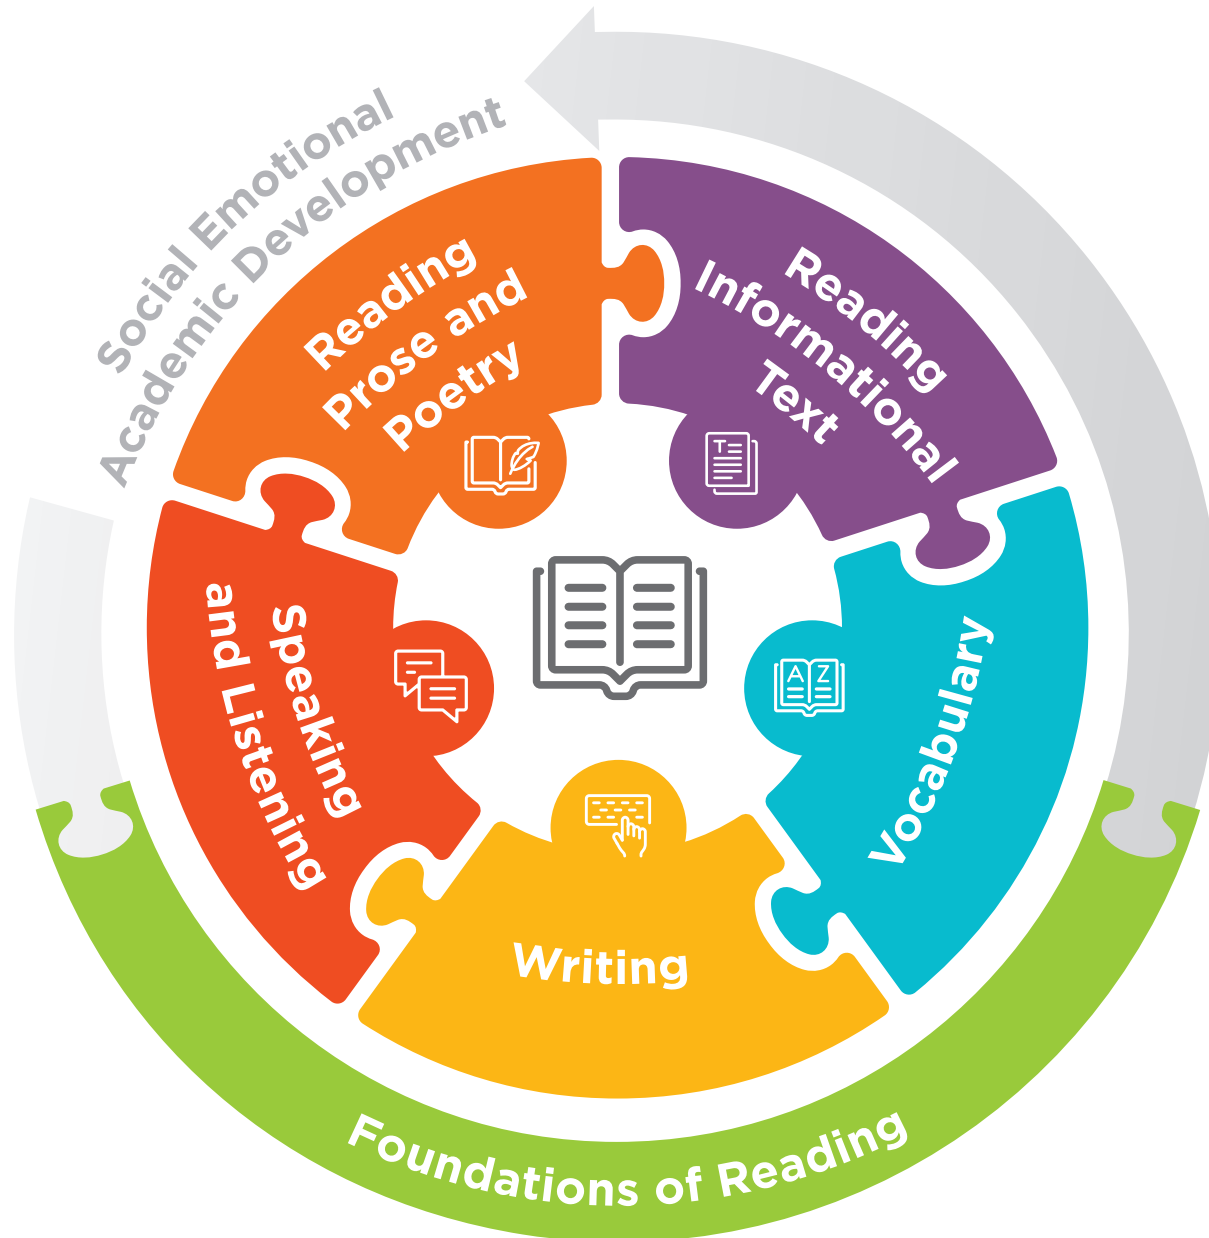 Social Emotional
Academic Development
Reading
Prose and
Poetry
Reading
Informational
Text
T
Speaking
and Listening
A Z
Vocabulary
Writing
Foundations of Reading